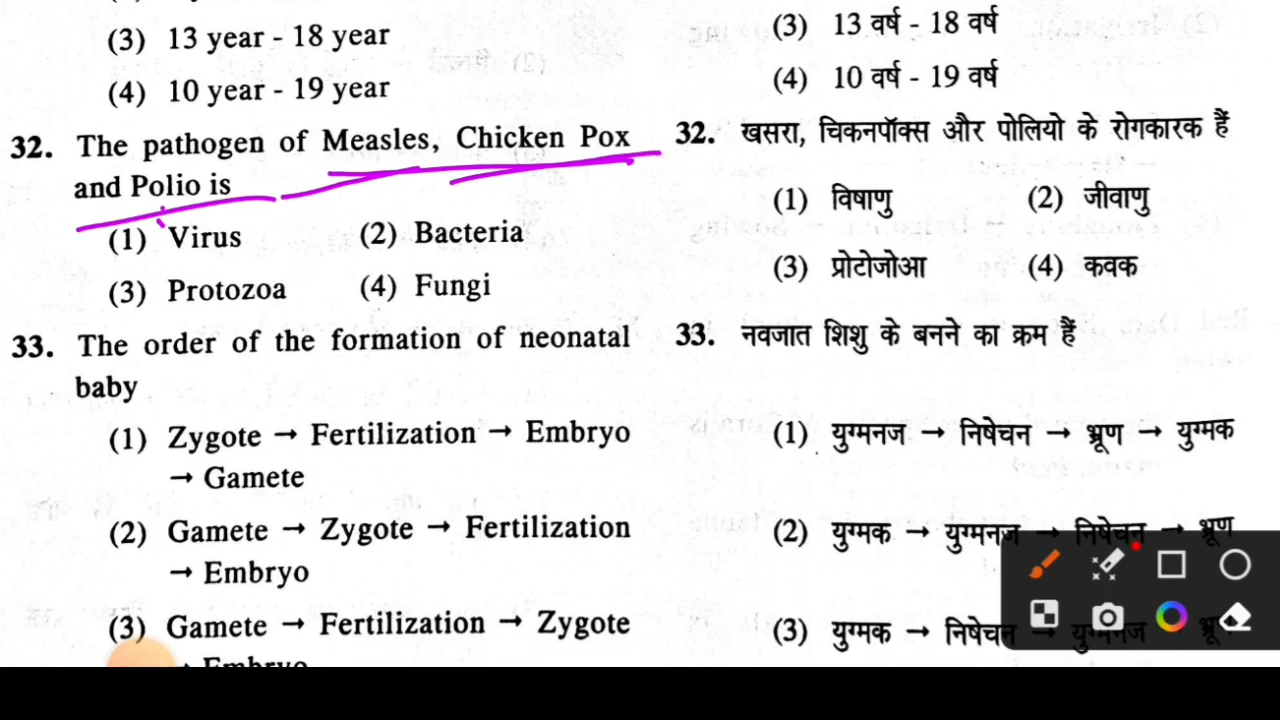 (3) 13 year - 18 year
(4) 10 year - 19 year
32. The pathogen of Measles, Chicken Pox
and Polio is
(1) Virus (2) Bacteria
(3) Protozoa (4) Fungi
33. The order of the formation of neonatal
baby
(1) Zygote → Fertilization → Embryo
→ Gamete
(2) Gamete → Zygote → Fertilization
→ Embryo
(3) Gamete → Fertilization → Zygote
→ Embryo
(3) 13 वर्ष - 18 वर्ष
(4) 10 वर्ष - 19 वर्ष
32. खसरा, चिकनपॉक्स और पोलियो के रोगकारक हैं
(1) विषाणु (2) जीवाणु
(3) प्रोटोजोआ (4) कवक
33. नवजात शिशु के बनने का क्रम हैं
(1) युग्मनज → निषेचन → भ्रूण → युग्मक
(2) युग्मक → युग्मनज → निषेचन → भ्रूण
(3) युग्मक → निषेचन → युग्मनज → भ्रूण